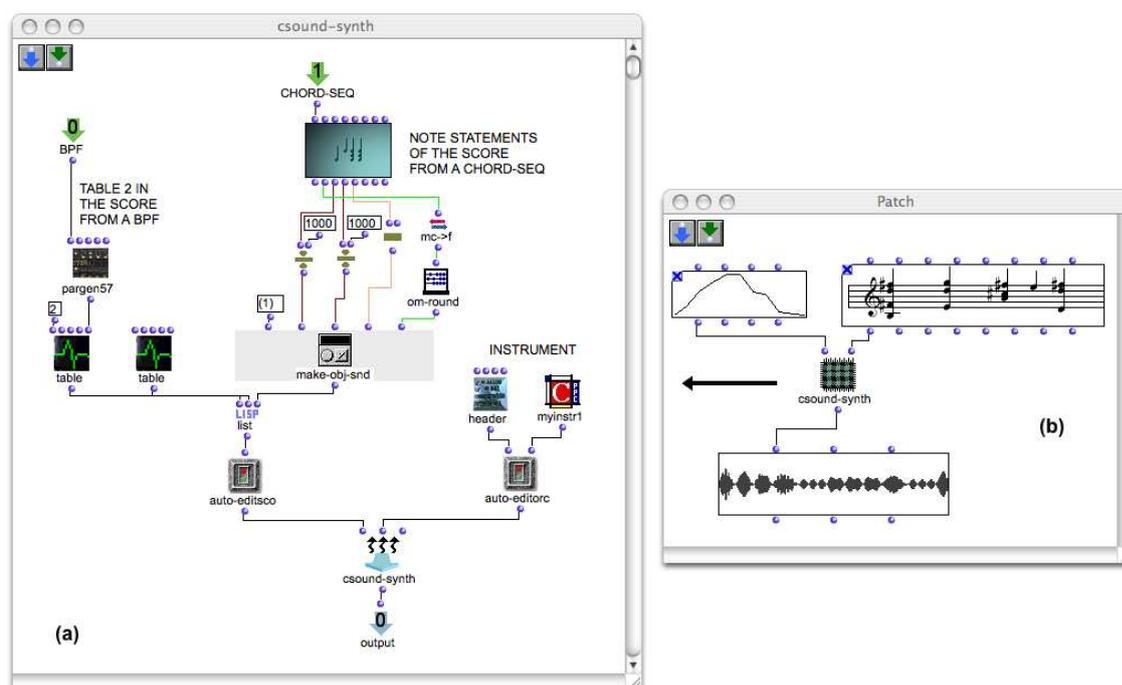 csound-synth
1
CHORD-SEQ
0
BPF
NOTE STATEMENTS
OF THE SCORE
FROM A CHORD-SEQ
TABLE 2 IN
THE SCORE
FROM A BPF
1000
1000
mc->f
pargen57
om-round
2
(1)
table
table
make-obj-snd
INSTRUMENT
LISP
list
header
C
myinstr1
auto-editsco
auto-editorc
csound-synth
0
output
(a)
Patch
csound-synth
(b)